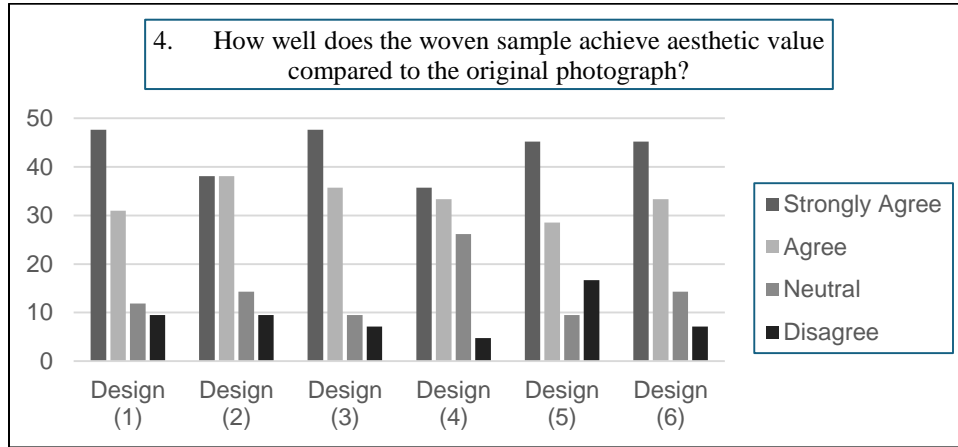 4. How well does the woven sample achieve aesthetic value
compared to the original photograph?
50
40
30
20
10
0
Design (1)
Design (2)
Design (3)
Design (4)
Design (5)
Design (6)
Strongly Agree
Agree
Neutral
Disagree